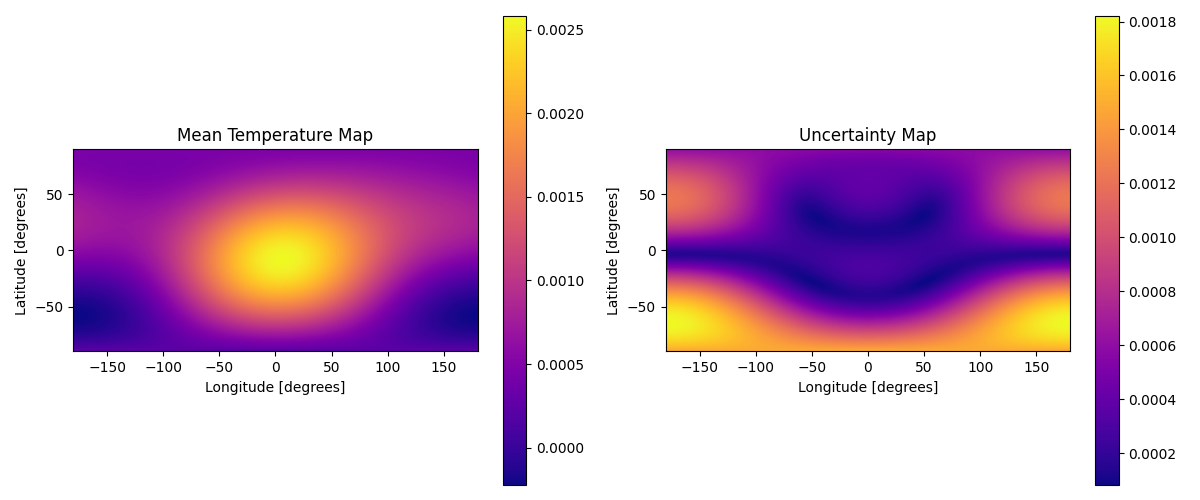 Mean Temperature Map
50
0
−50
Latitude [degrees]
−150 −100 −50 0 50 100 150
Longitude [degrees]
0.0025
0.0020
0.0015
0.0010
0.0005
0.0000
Uncertainty Map
50
0
−50
Latitude [degrees]
−150 −100 −50 0 50 100 150
Longitude [degrees]
0.0018
0.0016
0.0014
0.0012
0.0010
0.0008
0.0006
0.0004
0.0002